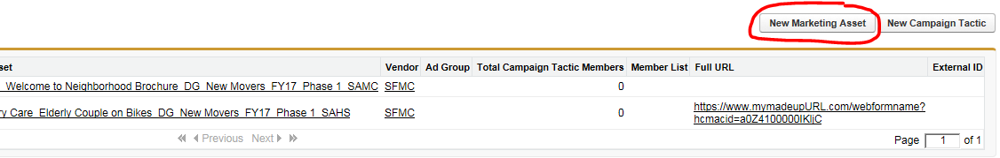 New Marketing Asset New Campaign Tactic
set Vendor Ad Group Total Campaign Tactic Members Member List Full URL External ID
_Welcome to Neighborhood Brochure_DG_New Movers_FY17_Phase 1_SAMC SFMC 0
ry Care_Elderly Couple on Bikes_DG_New Movers_FY17_Phase 1_SAHS SFMC 0 https://www.mymadeupURL.com/webformname?
hcmacid=a0Z4100000IKljC
Previous Next Page 1 of 1